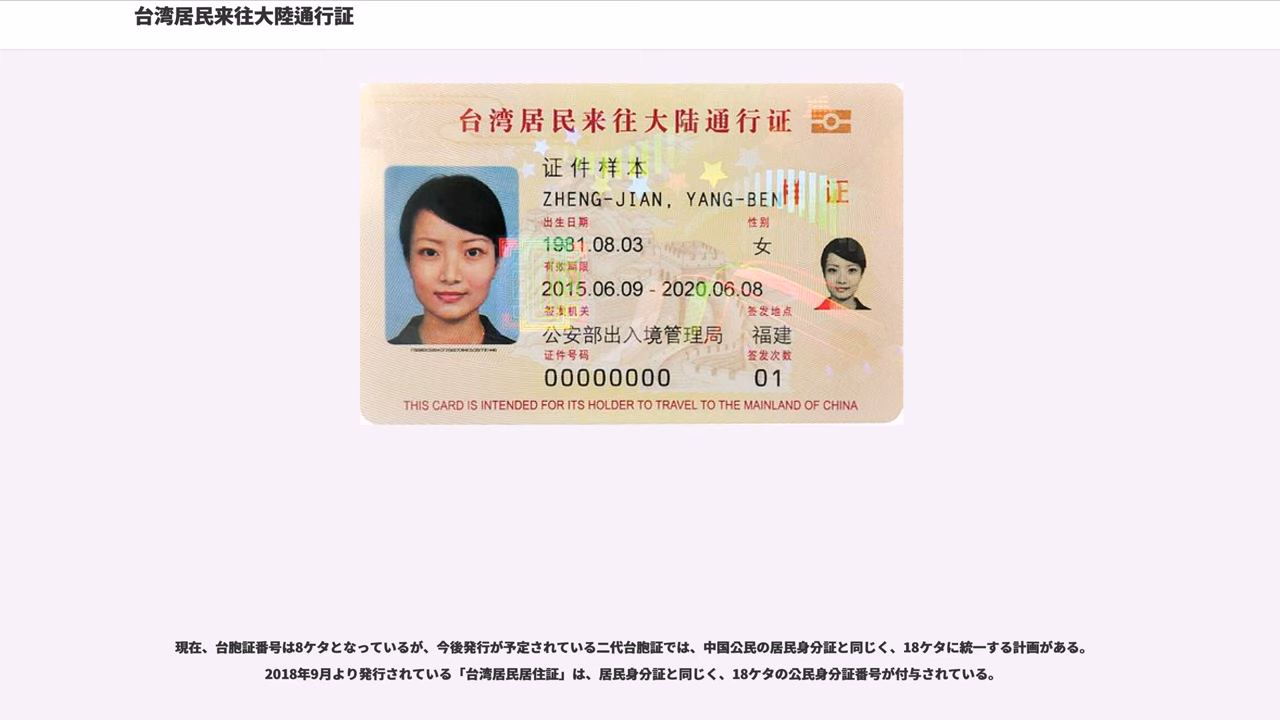 台湾居民来往大陸通行証
台湾居民来往大陆通行证
证件样本
ZHENG-JIAN, YANG-BEN
样 证
出生日期 性别
1981.08.03 女
有效期限
2015.06.09 - 2020.06.08
签发机关 签发地点
公安部出入境管理局 福建
证件号码 签发次数
00000000 01
THIS CARD IS INTENDED FOR ITS HOLDER TO TRAVEL TO THE MAINLAND OF CHINA
現在、台胞証番号は8ケタとなっているが、今後発行が予定されている二代台胞証では、中国公民の居民身分証と同じく、18ケタに統一する計画がある。
2018年9月より発行されている「台湾居民居住証」は、居民身分証と同じく、18ケタの公民身分証番号が付与されている。